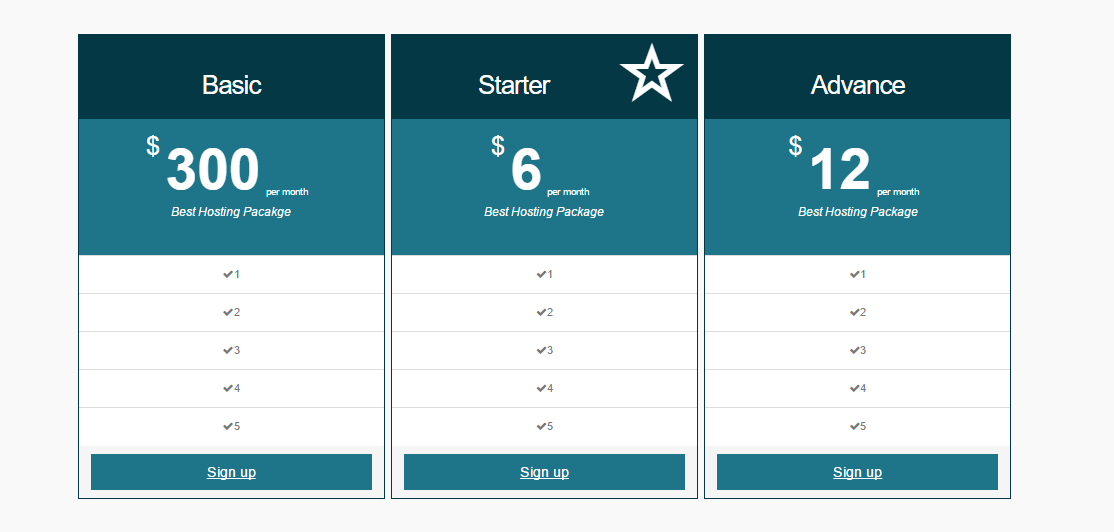 Basic
$ 300 per month
Best Hosting Pacakge
1
2
3
4
5
Sign up
Starter
$ 6 per month
Best Hosting Package
1
2
3
4
5
Sign up
Advance
$ 12 per month
Best Hosting Package
1
2
3
4
5
Sign up